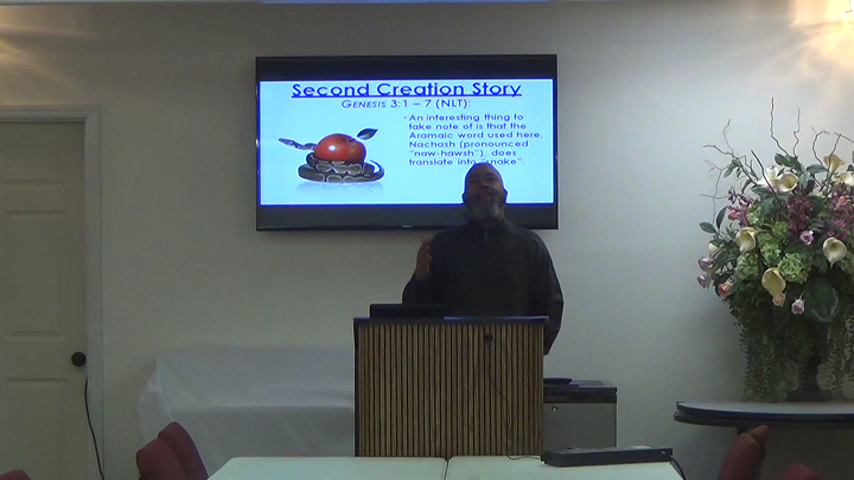 Second Creation Story
Genesis 3:1 – 7 (NLT):
• An interesting thing to
take note of is that the
Aramaic word used here,
Nachash (pronounced
"naw-hawsh"), does
translate into "snake".